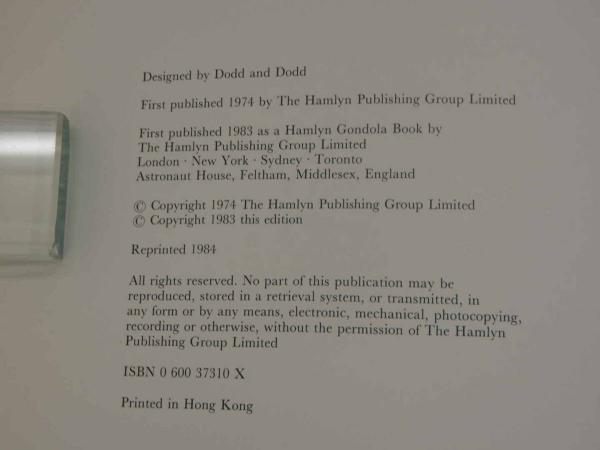 Designed by Dodd and Dodd
First published 1974 by The Hamlyn Publishing Group Limited
First published 1983 as a Hamlyn Gondola Book by
The Hamlyn Publishing Group Limited
London · New York · Sydney · Toronto
Astronaut House, Feltham, Middlesex, England
© Copyright 1974 The Hamlyn Publishing Group Limited
© Copyright 1983 this edition
Reprinted 1984
All rights reserved. No part of this publication may be
reproduced, stored in a retrieval system, or transmitted, in
any form or by any means, electronic, mechanical, photocopying,
recording or otherwise, without the permission of The Hamlyn
Publishing Group Limited
ISBN 0 600 37310 X
Printed in Hong Kong